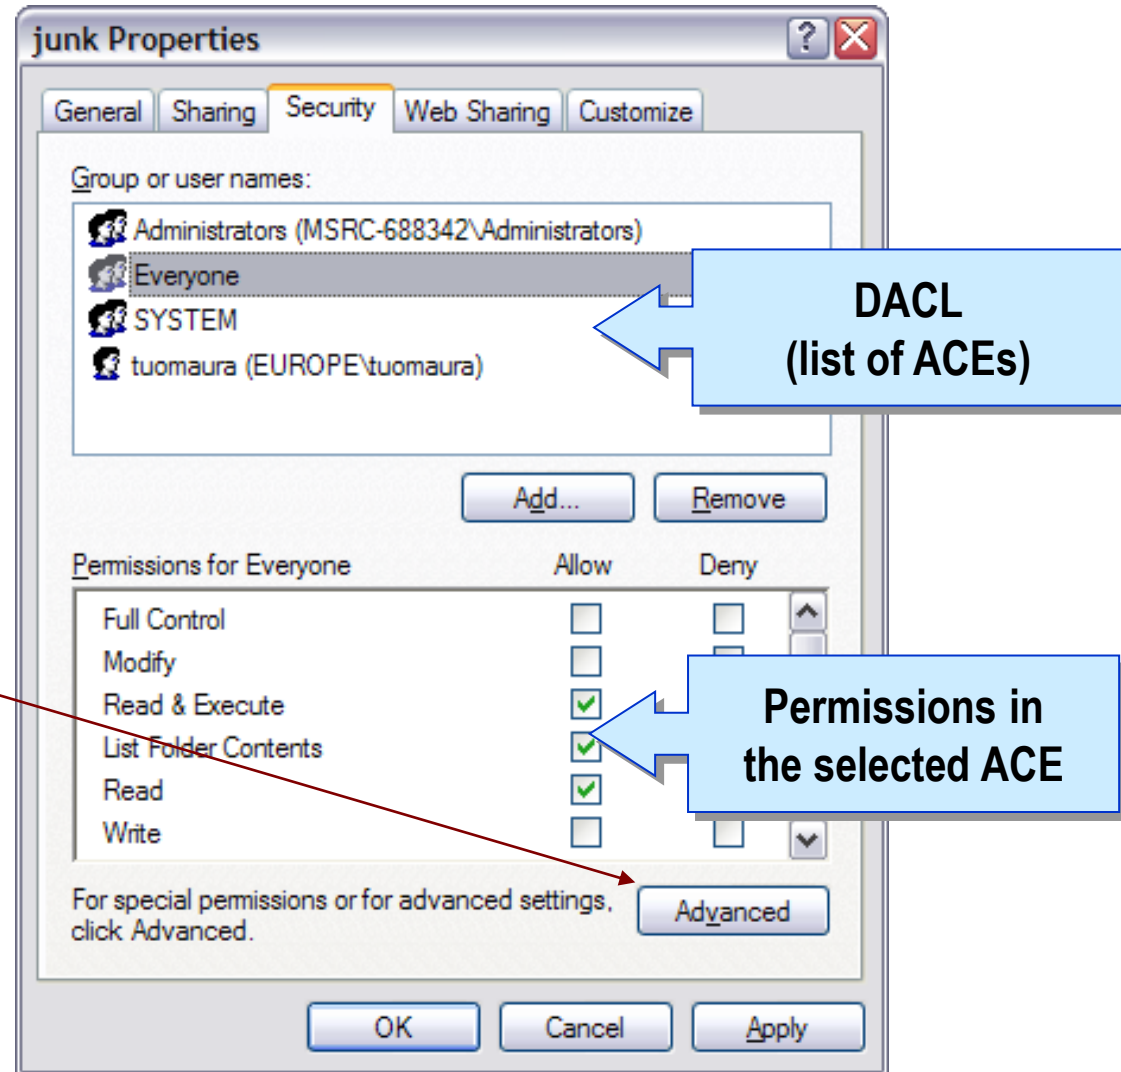 junk Properties
General Sharing Security Web Sharing Customize
Group or user names:
Administrators (MSRC-688342\Administrators)
Everyone
SYSTEM
tuomaura (EUROPE\tuomaura)
DACL
(list of ACEs)
Add... Remove
Permissions for Everyone Allow Deny
Full Control
Modify
Read & Execute
List Folder Contents
Read
Write
Permissions in
the selected ACE
For special permissions or for advanced settings,
click Advanced.
Advanced
OK Cancel Apply